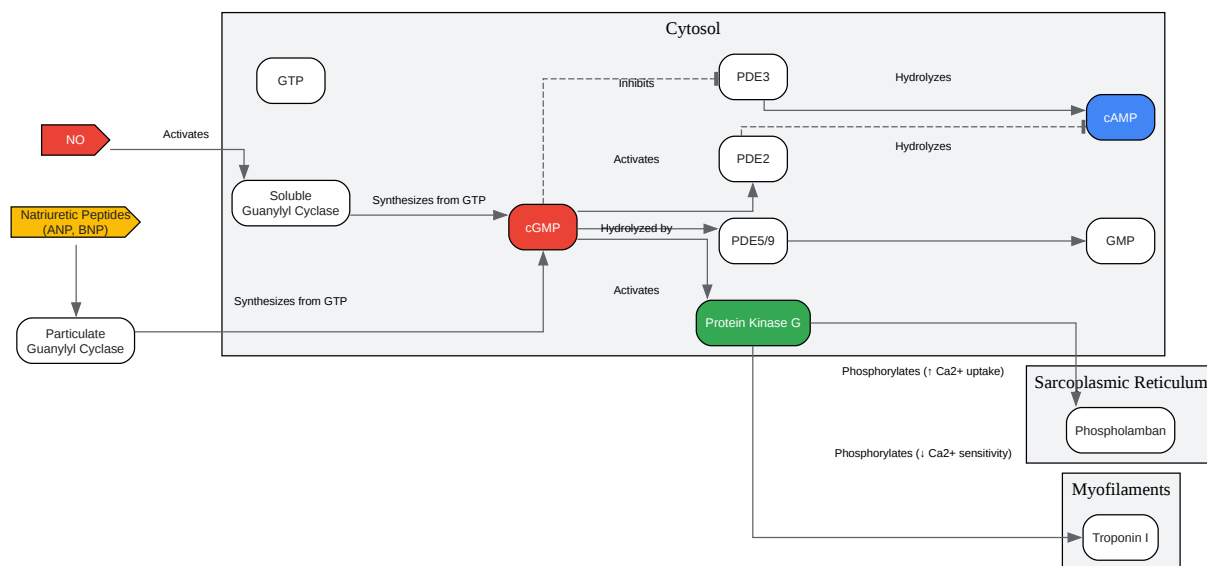 Cytosol
GTP
PDE3
Hydrolyzes
Inhibits
cAMP
NO
Activates
Hydrolyzes
Activates
PDE2
Soluble
Guanylyl Cyclase
Synthesizes from GTP
Natriuretic Peptides
(ANP, BNP)
cGMP
Hydrolyzed by
PDE5/9
GMP
Activates
Synthesizes from GTP
Protein Kinase G
Particulate
Guanylyl Cyclase
Phosphorylates (↑ Ca2+ uptake)
Sarcoplasmic Reticulum
Phospholamban
Phosphorylates (↓ Ca2+ sensitivity)
Myofilaments
Troponin I